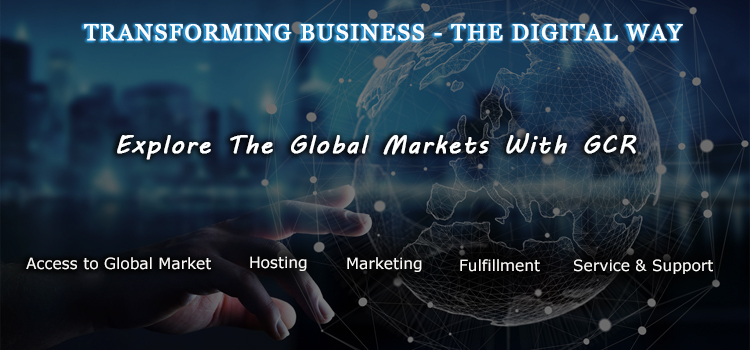 TRANSFORMING BUSINESS - THE DIGITAL WAY
Explore The Global Markets With GCR
Access to Global Market Hosting Marketing Fulfillment Service & Support